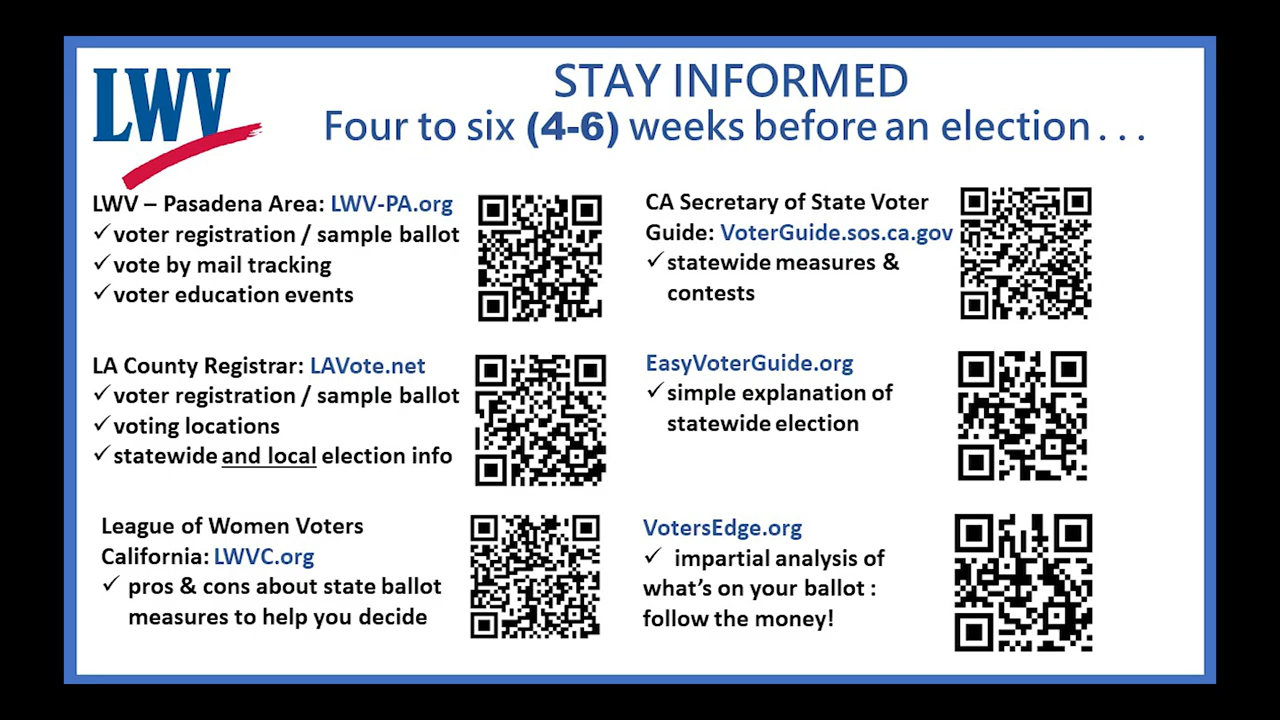 LWV
STAY INFORMED
Four to six (4-6) weeks before an election . . .
LWV – Pasadena Area: LWV-PA.org
✓voter registration / sample ballot
✓vote by mail tracking
✓voter education events
LA County Registrar: LAVote.net
✓voter registration / sample ballot
✓voting locations
✓statewide and local election info
League of Women Voters
California: LWVC.org
✓ pros & cons about state ballot
measures to help you decide
CA Secretary of State Voter
Guide: VoterGuide.sos.ca.gov
✓statewide measures &
contests
EasyVoterGuide.org
✓simple explanation of
statewide election
VotersEdge.org
✓ impartial analysis of
what’s on your ballot :
follow the money!